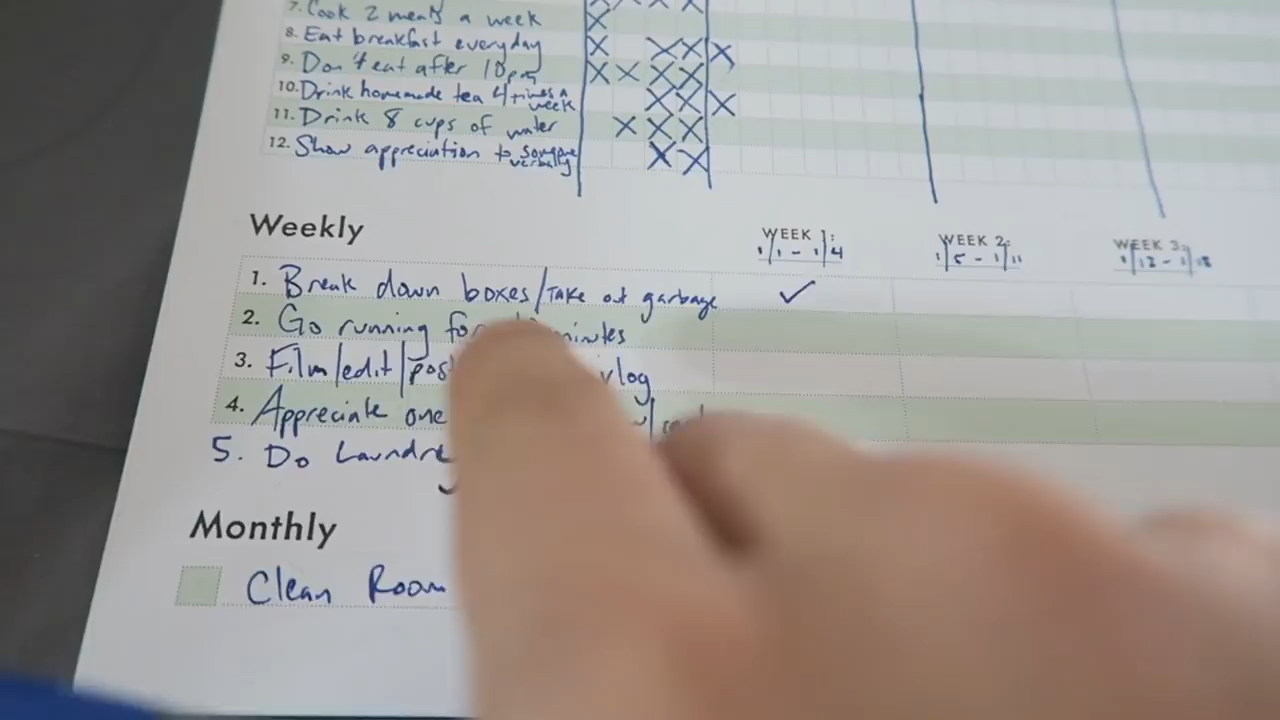 7. Cook 2 meals a week
8. Eat breakfast everyday
9. Don't eat after 10pm
10. Drink homemade tea 4 times a week
11. Drink 8 cups of water
12. Show appreciation to someone verbally
Weekly
WEEK 1: 1/1 - 1/4
WEEK 2: 1/5 - 1/11
WEEK 3: 1/12 - 1/18
1. Break down boxes/Take out garbage
2. Go running for minutes
3. Film/edit/post vlog
4. Appreciate one
5. Do Laundry
Monthly
Clean Room